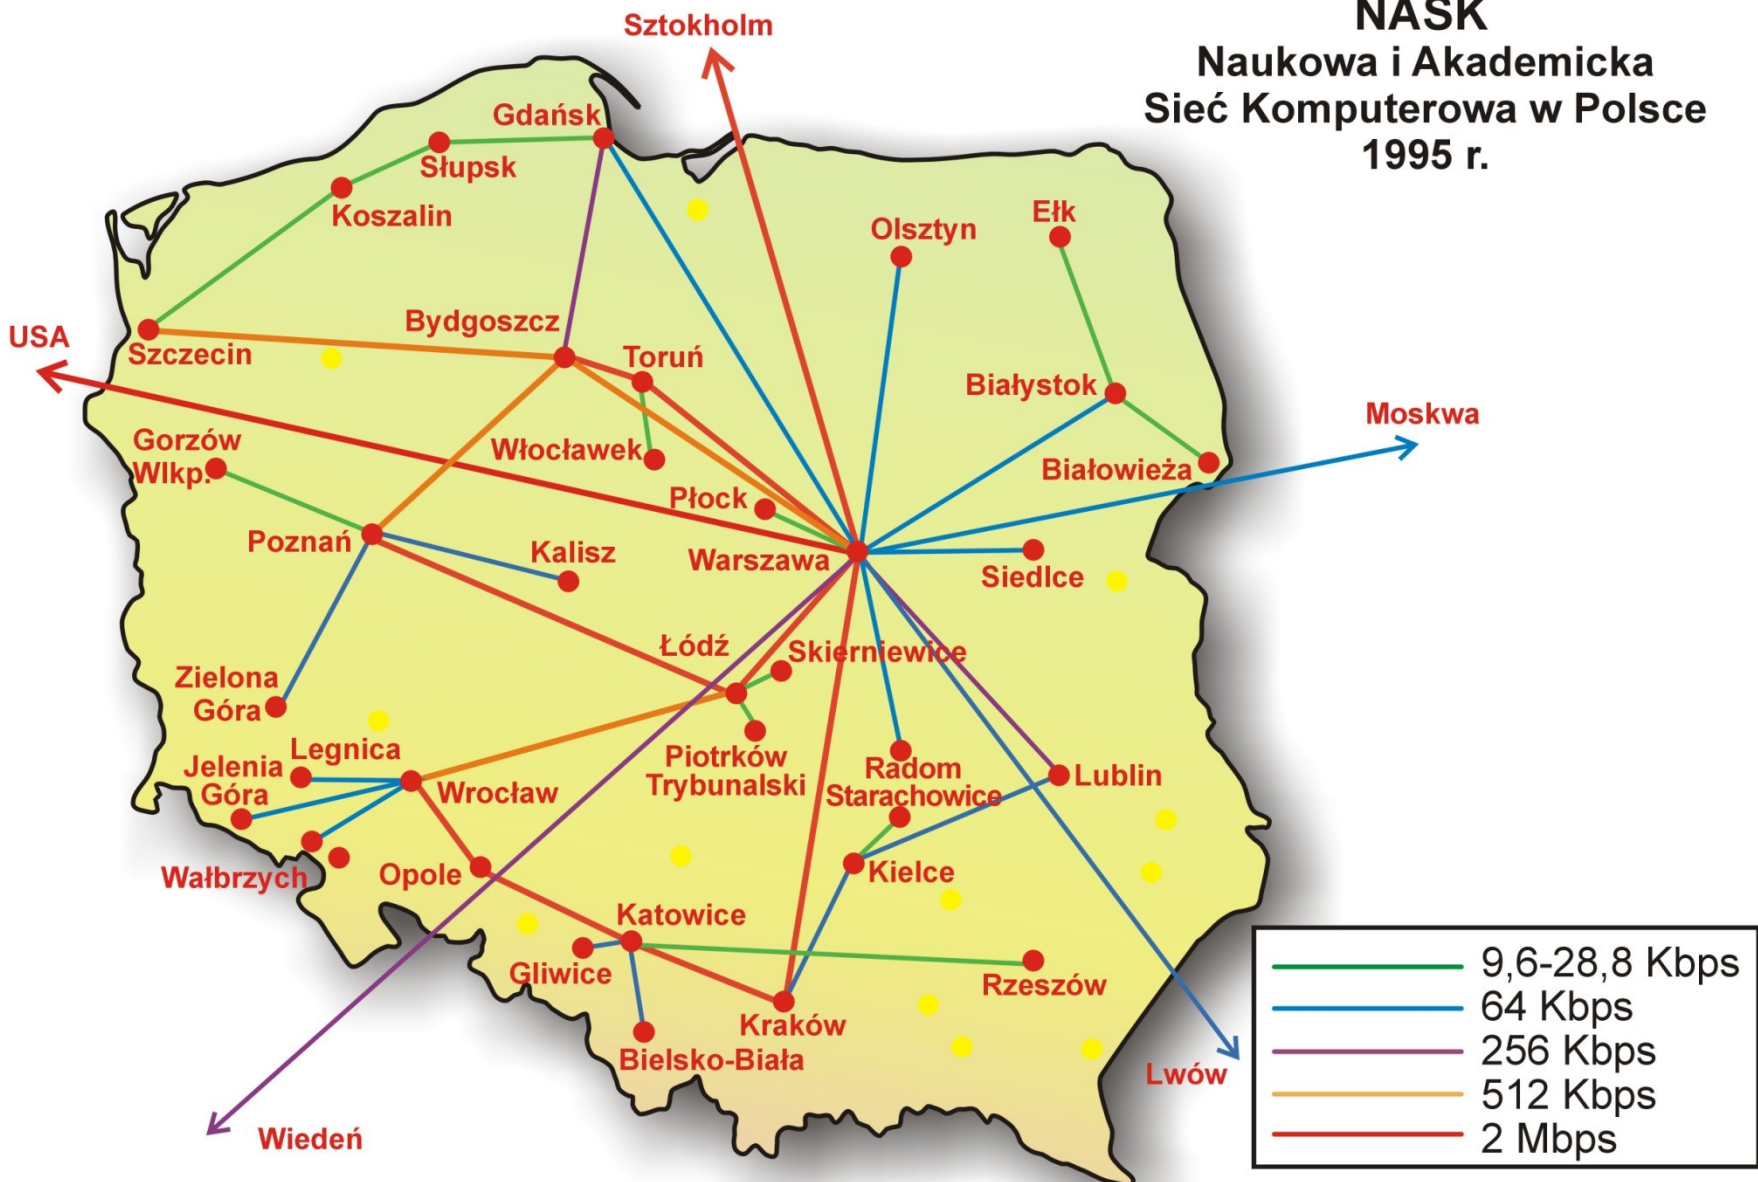 NASK
Naukowa i Akademicka
Sieć Komputerowa w Polsce
1995 r.
Sztokholm
Gdańsk
Słupsk
Koszalin
Olsztyn
Ełk
USA
Szczecin
Bydgoszcz
Toruń
Białystok
Moskwa
Gorzów
Wlkp.
Włocławek
Białowieża
Płock
Poznań
Kalisz
Warszawa
Siedlce
Łódź
Skierniewice
Zielona
Góra
Legnica
Jelenia
Góra
Wrocław
Piotrków
Trybunalski
Radom
Starachowice
Lublin
Wałbrzych
Opole
Kielce
Katowice
Gliwice
Rzeszów
Kraków
Bielsko-Biała
Lwów
Wiedeń
9,6-28,8 Kbps
64 Kbps
256 Kbps
512 Kbps
2 Mbps